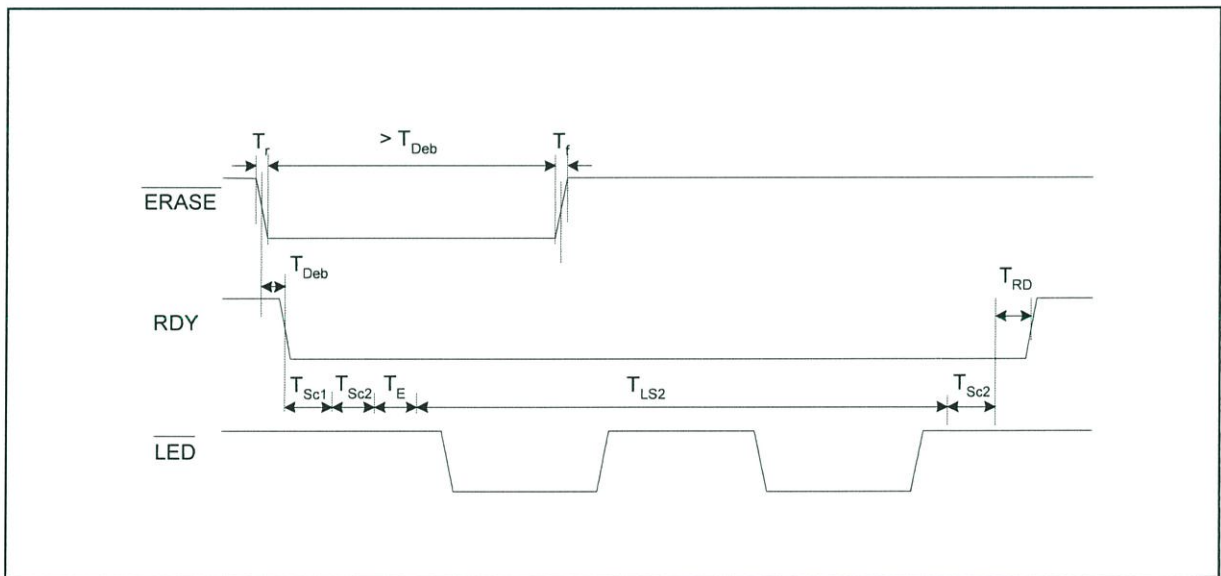 T_r
> T_Deb
T_f
ERASE
T_Deb
T_RD
RDY
T_Sc1
T_Sc2
T_E
T_LS2
T_Sc2
LED